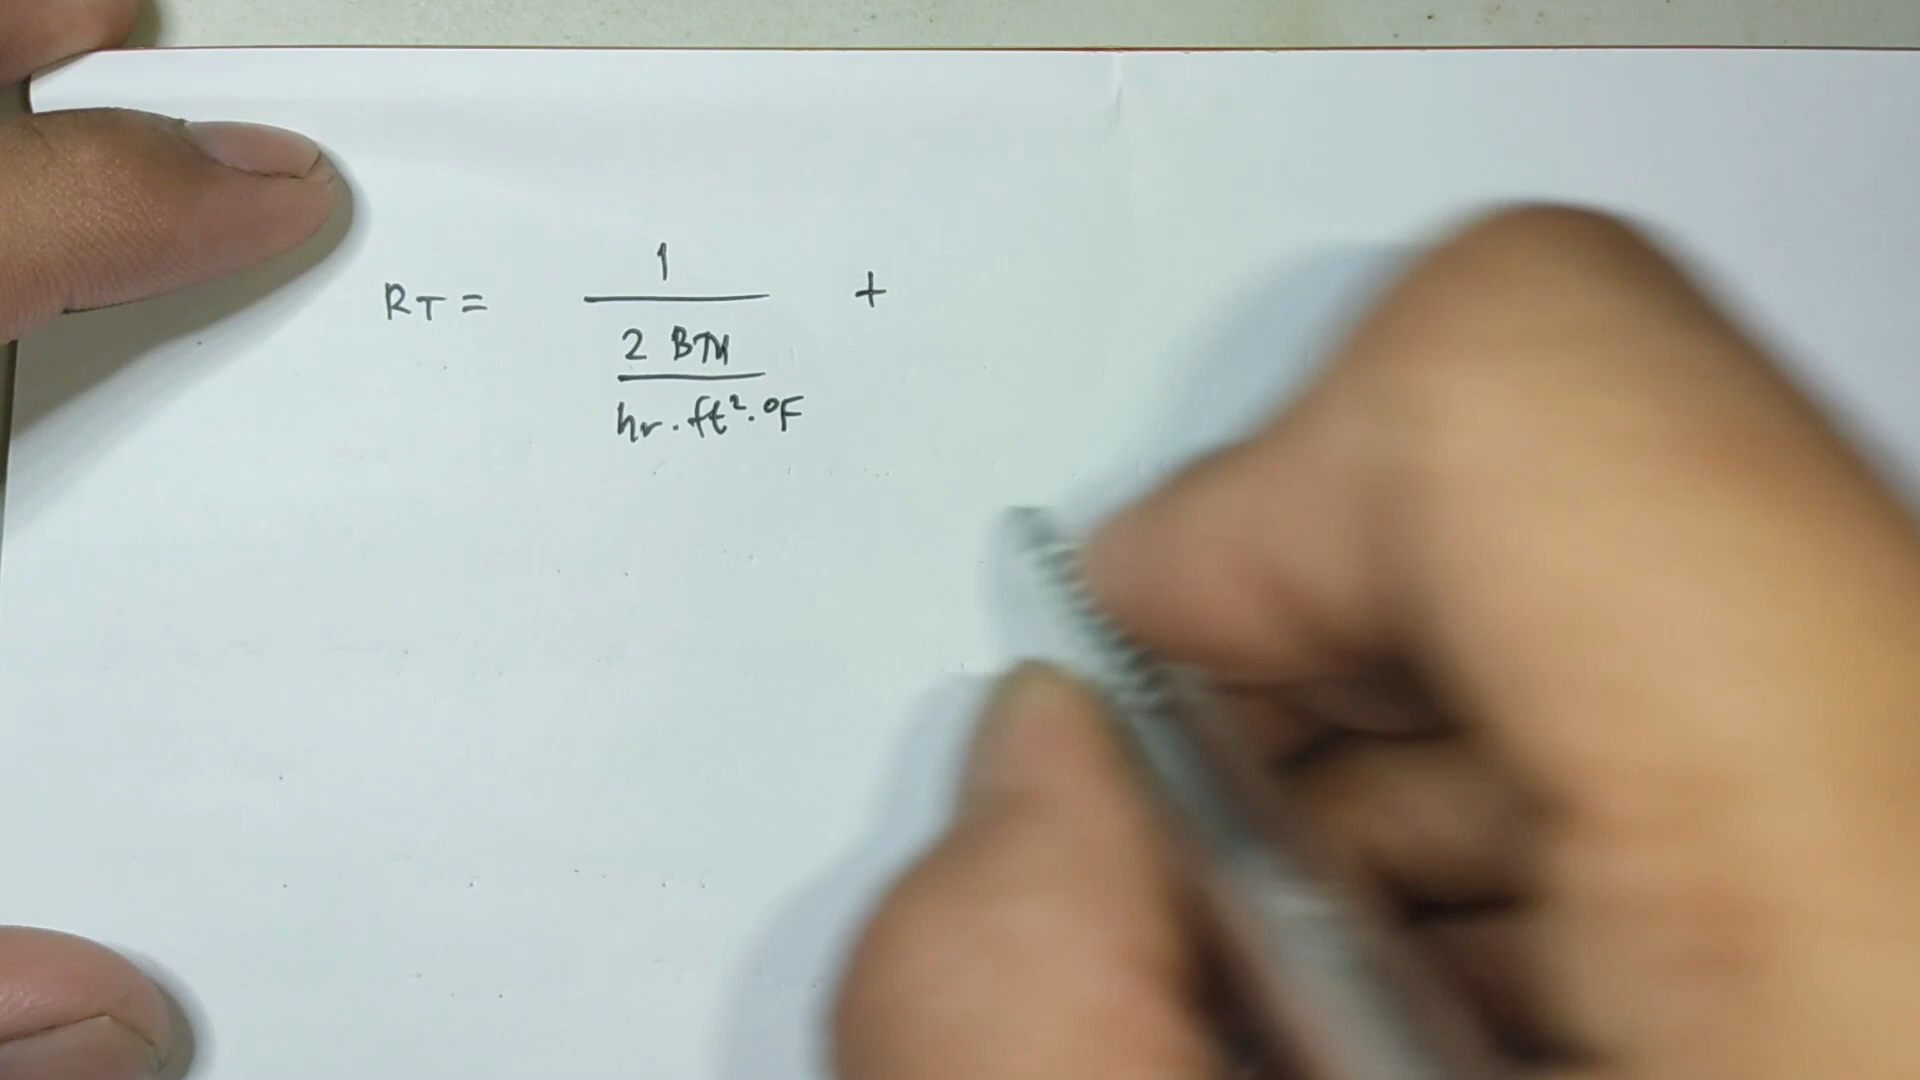 1
RT = +
2 BTU
hr.ft².°F